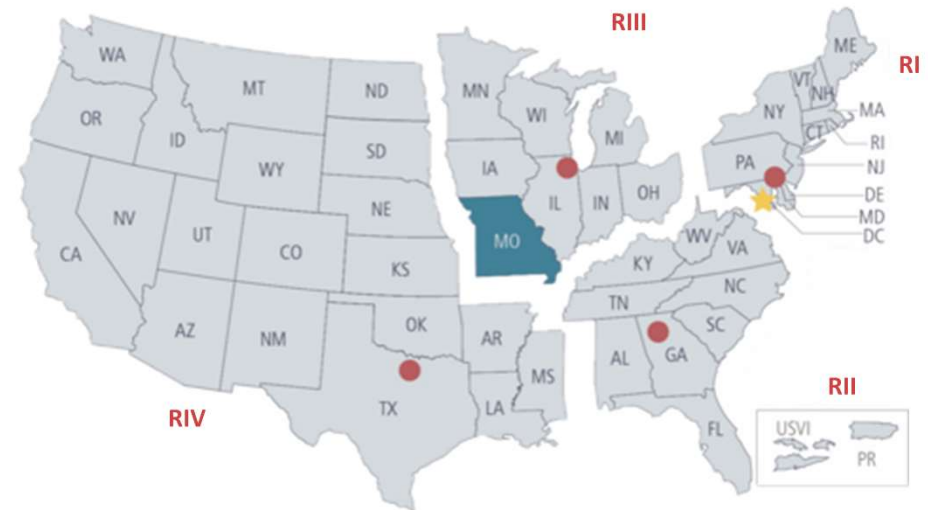 RIII
RI
RIV
RII
WA
OR
CA
NV
ID
MT
WY
UT
AZ
CO
NM
ND
SD
NE
KS
OK
TX
MN
IA
MO
AR
LA
WI
IL
MI
IN
OH
MS
KY
TN
AL
WV
VA
NC
SC
GA
FL
ME
VT
NH
NY
MA
CT
RI
PA
NJ
DE
MD
DC
USVI
PR